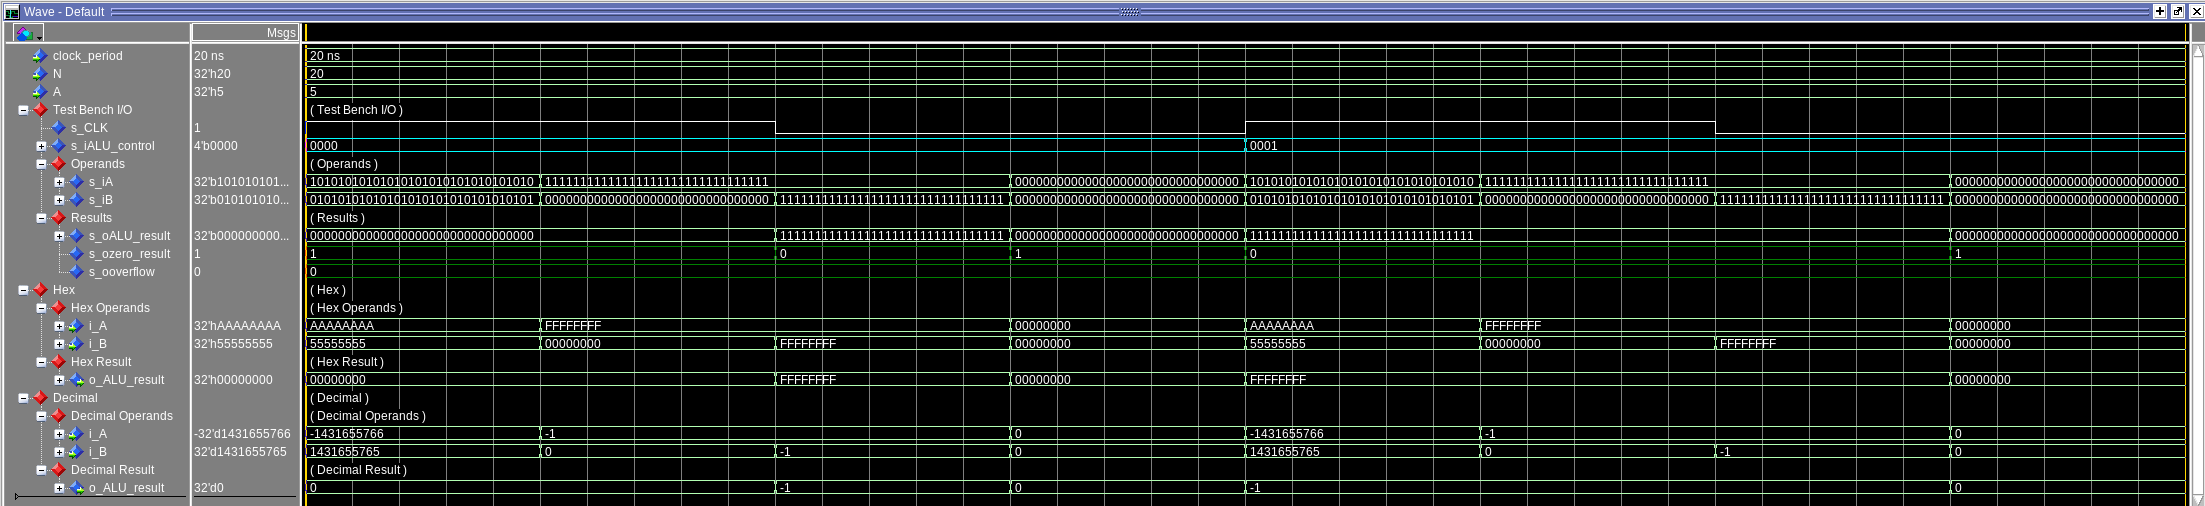 Wave - Default
Msgs
clock_period 20 ns 20 ns
N 32'h20 20
A 32'h5 5
Test Bench I/O ( Test Bench I/O )
s_CLK 1
s_iALU_control 4'b0000 0000 0001
Operands ( Operands )
s_iA 32'b101010101... 10101010101010101010101010101010 11111111111111111111111111111111 00000000000000000000000000000000 10101010101010101010101010101010 11111111111111111111111111111111 00000000000000000000000000000000
s_iB 32'b010101010... 01010101010101010101010101010101 00000000000000000000000000000000 11111111111111111111111111111111 00000000000000000000000000000000 01010101010101010101010101010101 00000000000000000000000000000000 11111111111111111111111111111111 00000000000000000000000000000000
Results ( Results )
s_oALU_result 32'b000000000... 00000000000000000000000000000000 11111111111111111111111111111111 00000000000000000000000000000000 11111111111111111111111111111111 00000000000000000000000000000000
s_ozero_result 1 1 0 1 0 1
s_ooverflow 0 0
Hex ( Hex )
Hex Operands ( Hex Operands )
i_A 32'hAAAAAAAA AAAAAAAA FFFFFFFF 00000000 AAAAAAAA FFFFFFFF 00000000
i_B 32'h55555555 55555555 00000000 FFFFFFFF 00000000 55555555 00000000 FFFFFFFF 00000000
Hex Result ( Hex Result )
o_ALU_result 32'h00000000 00000000 FFFFFFFF 00000000 FFFFFFFF 00000000
Decimal ( Decimal )
Decimal Operands ( Decimal Operands )
i_A -32'd1431655766 -1431655766 -1 0 -1431655766 -1 0
i_B 32'd1431655765 1431655765 0 -1 0 1431655765 0 -1 0
Decimal Result ( Decimal Result )
o_ALU_result 32'd0 0 -1 0 -1 0